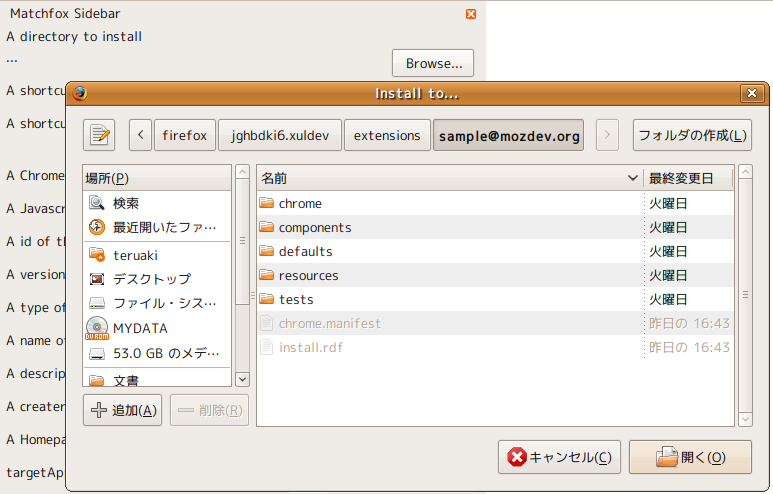 Matchfox Sidebar
A directory to install
...
Browse...
A shortcu
A shortcu
A Chrome
A Javascr
A id of th
A version
A type of
A name of
A descrip
A creater
A Homepa
targetAp
Install to...
< firefox jghbdki6.xuldev extensions sample@mozdev.org > フォルダの作成(L)
場所(P)
検索
最近開いたファ…
teruaki
デスクトップ
ファイル・シス…
MYDATA
53.0 GB のメデ…
文書
追加(A)
削除(R)
名前 最終変更日
chrome 火曜日
components 火曜日
defaults 火曜日
resources 火曜日
tests 火曜日
chrome.manifest 昨日の 16:43
install.rdf 昨日の 16:43
キャンセル(C)
開く(O)